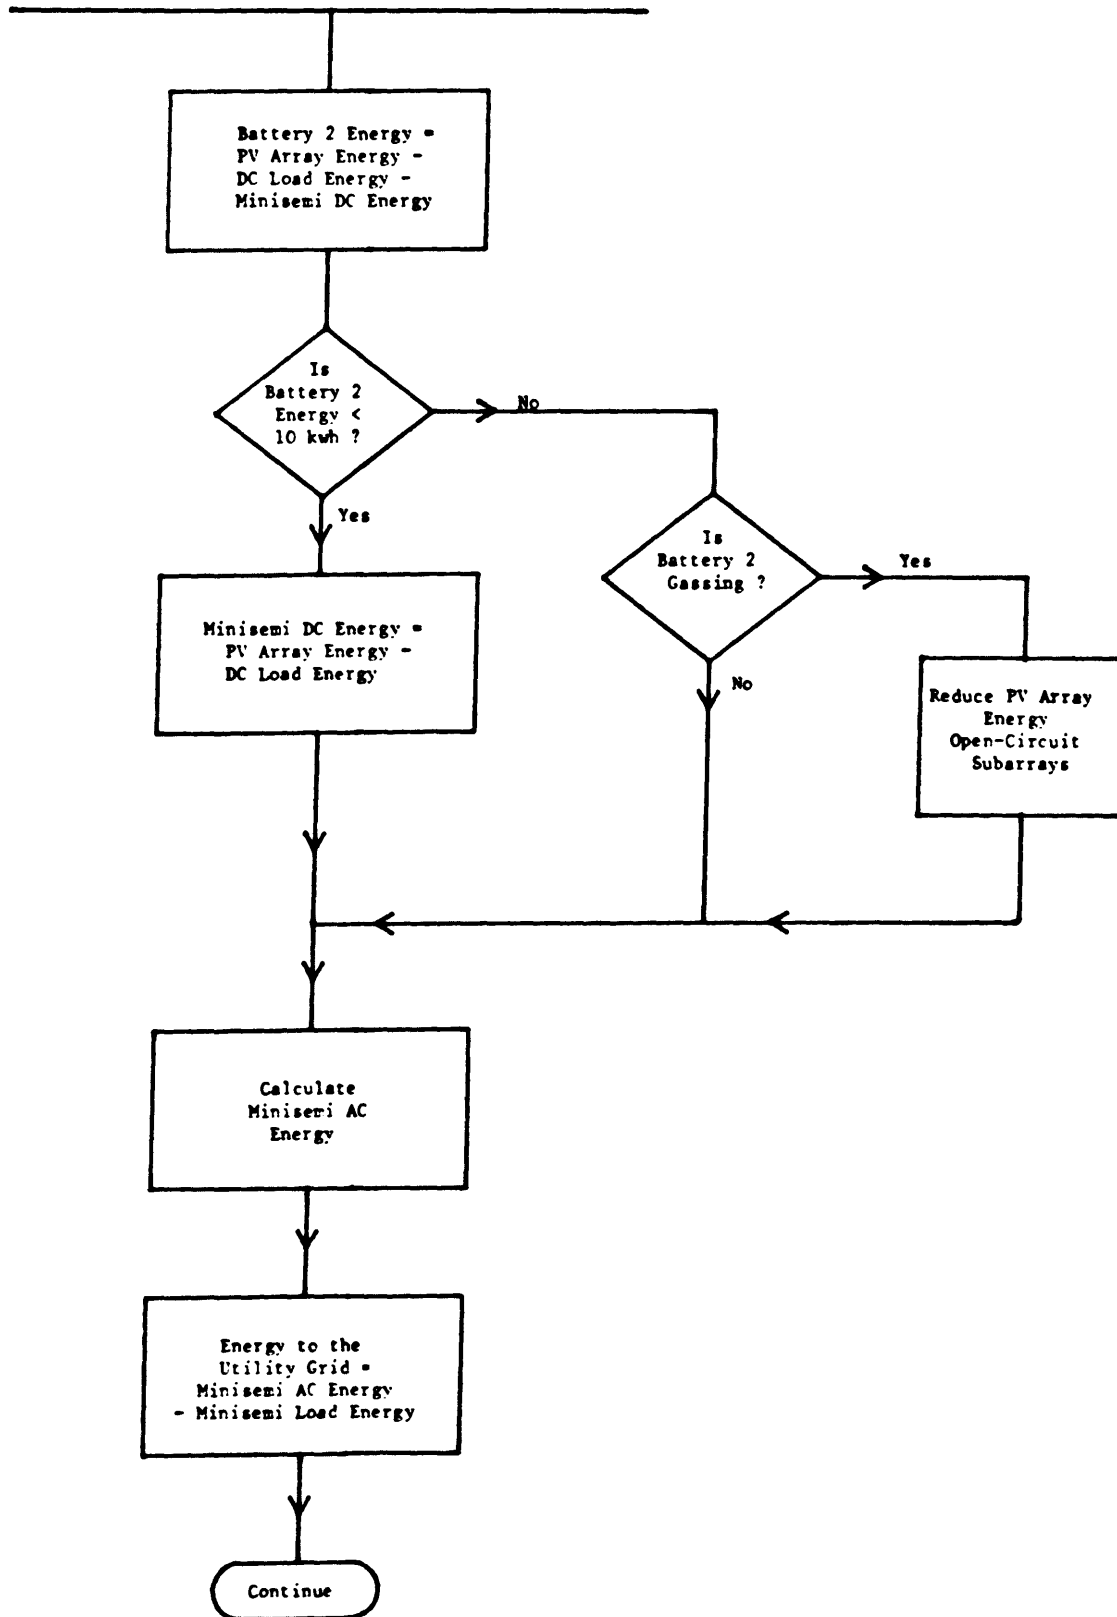 Battery 2 Energy =
PV Array Energy -
DC Load Energy -
Minisemi DC Energy
Is
Battery 2
Energy <
10 kwh ?
No
Yes
Is
Battery 2
Gassing ?
Yes
No
Minisemi DC Energy =
PV Array Energy -
DC Load Energy
Reduce PV Array
Energy
Open-Circuit
Subarrays
Calculate
Minisemi AC
Energy
Energy to the
Utility Grid =
Minisemi AC Energy
- Minisemi Load Energy
Continue